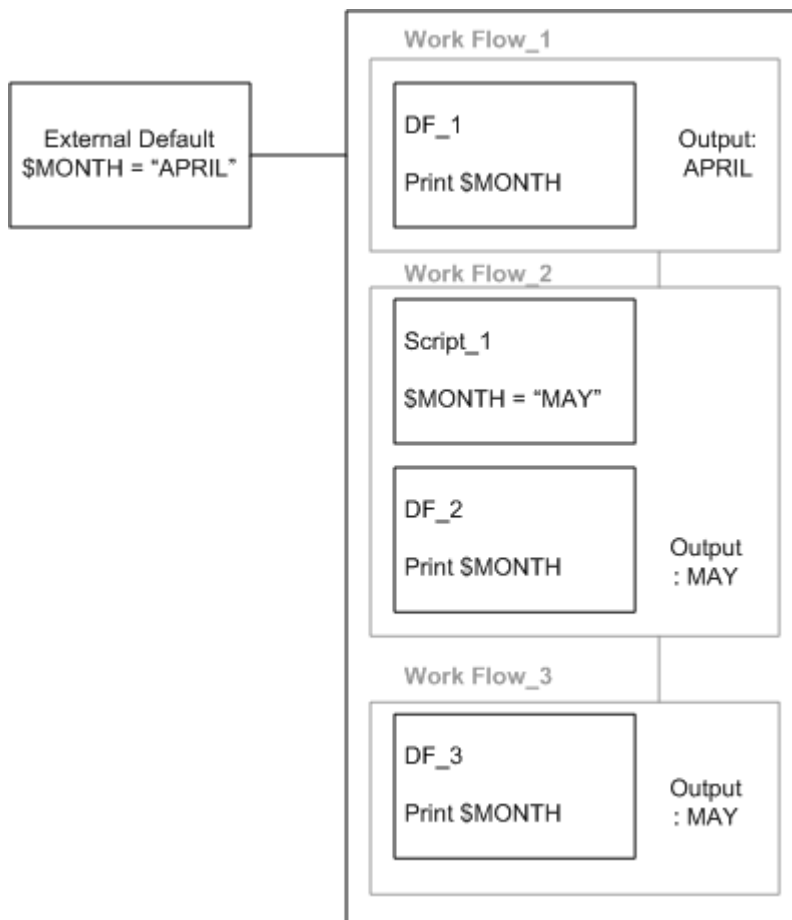 External Default
$MONTH = “APRIL”
Work Flow_1
DF_1
Print $MONTH
Output:
APRIL
Work Flow_2
Script_1
$MONTH = “MAY”
DF_2
Print $MONTH
Output
: MAY
Work Flow_3
DF_3
Print $MONTH
Output
: MAY